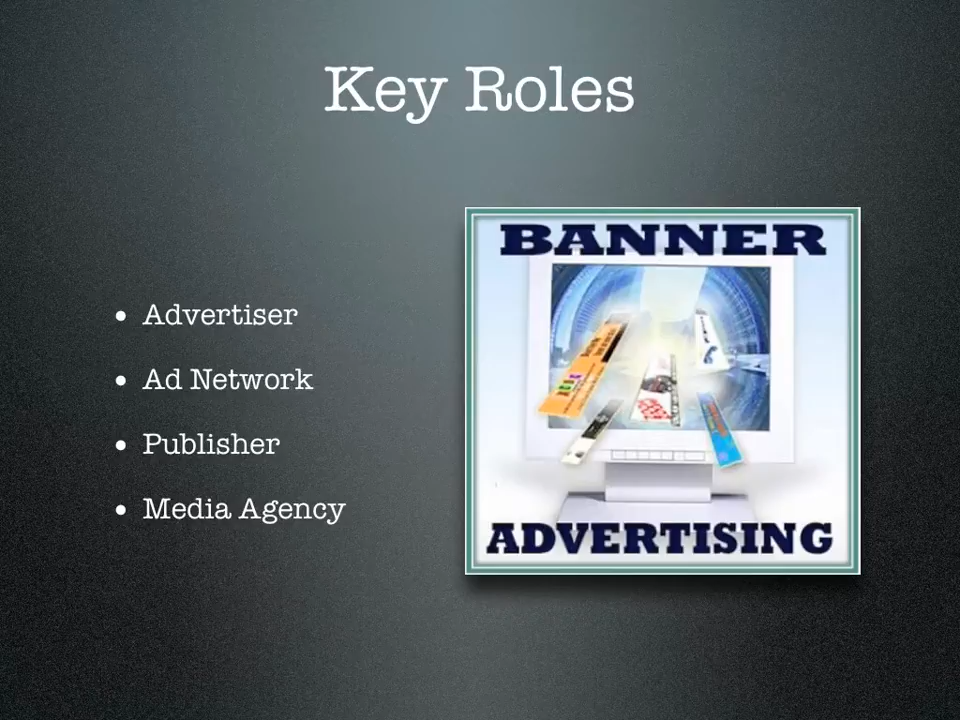 Key Roles
• Advertiser
• Ad Network
• Publisher
• Media Agency
BANNER
ADVERTISING